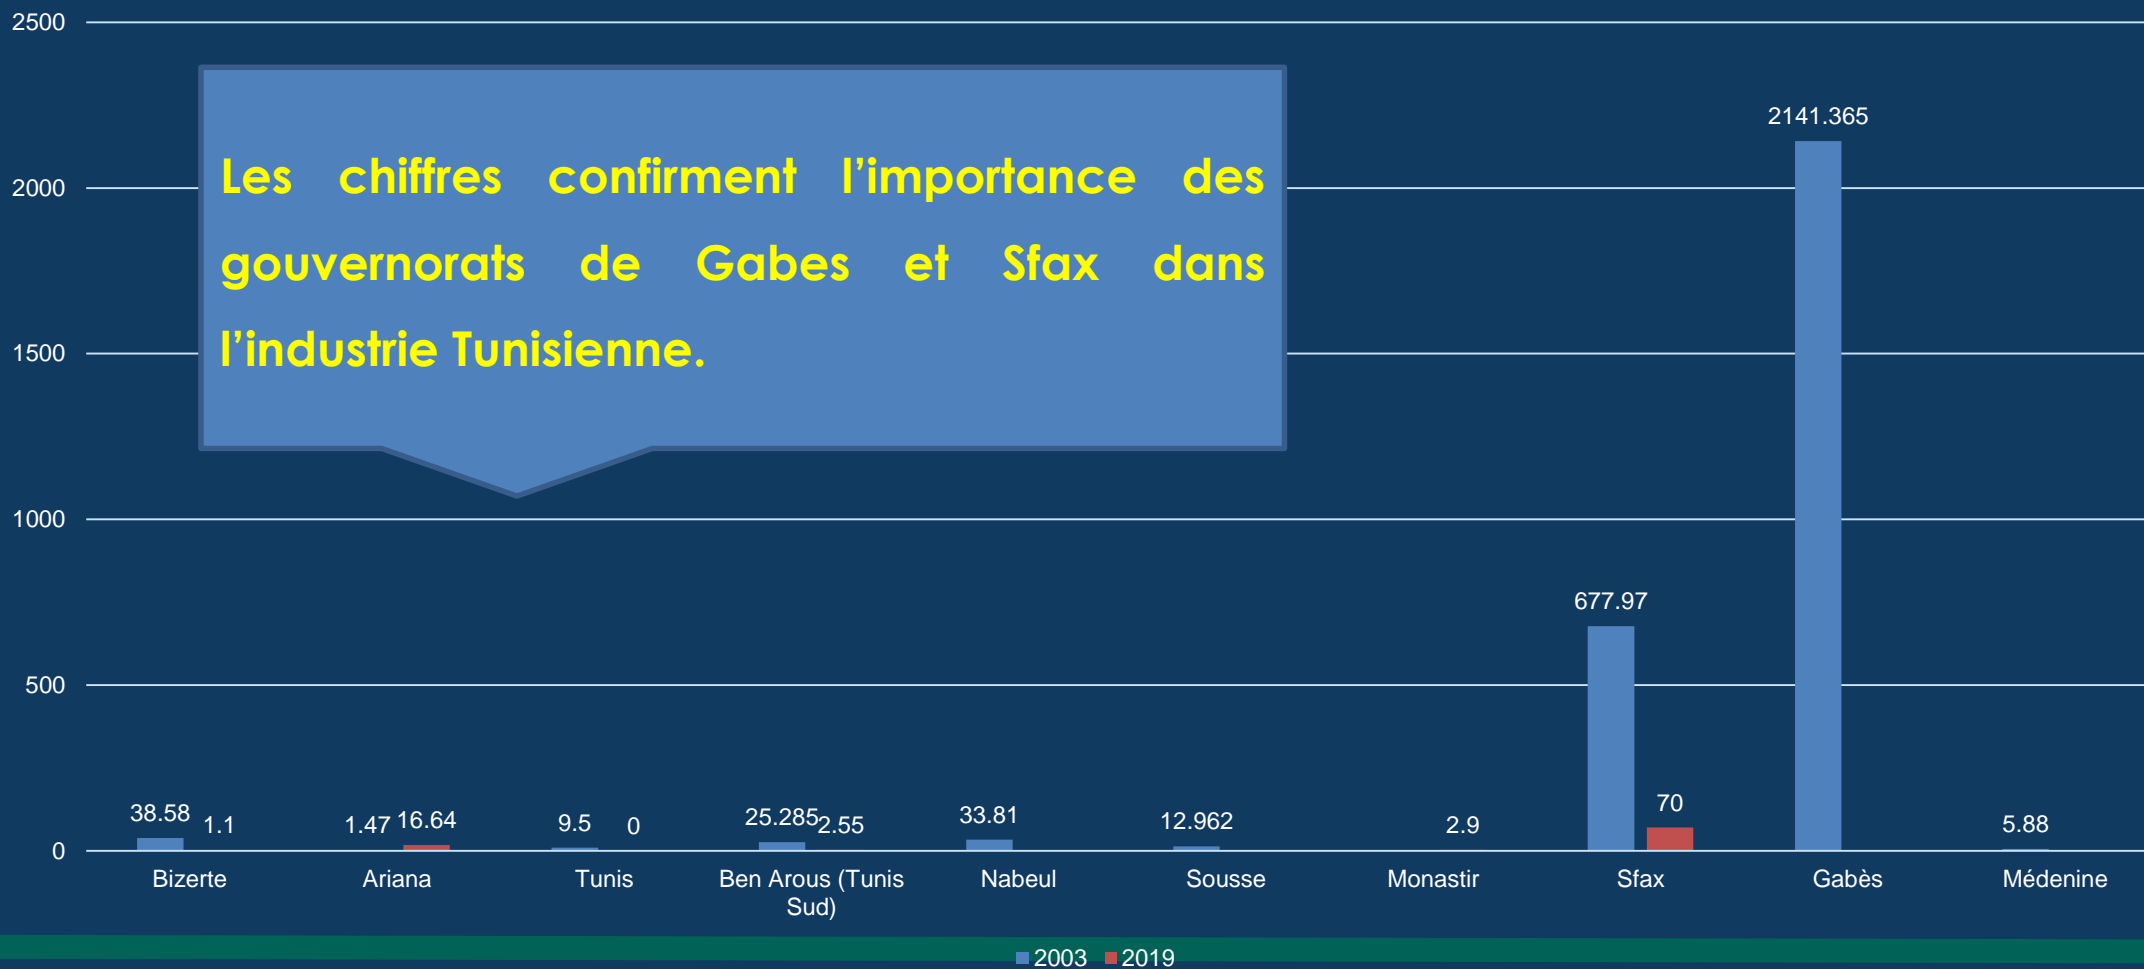 2500
2000
1500
1000
500
0
Les chiffres confirment l’importance des
gouvernorats de Gabes et Sfax dans
l’industrie Tunisienne.
38.58
1.1
1.47
16.64
9.5
0
25.285
2.55
33.81
12.962
2.9
677.97
70
2141.365
5.88
Bizerte
Ariana
Tunis
Ben Arous (Tunis
Sud)
Nabeul
Sousse
Monastir
Sfax
Gabès
Médenine
2003
2019